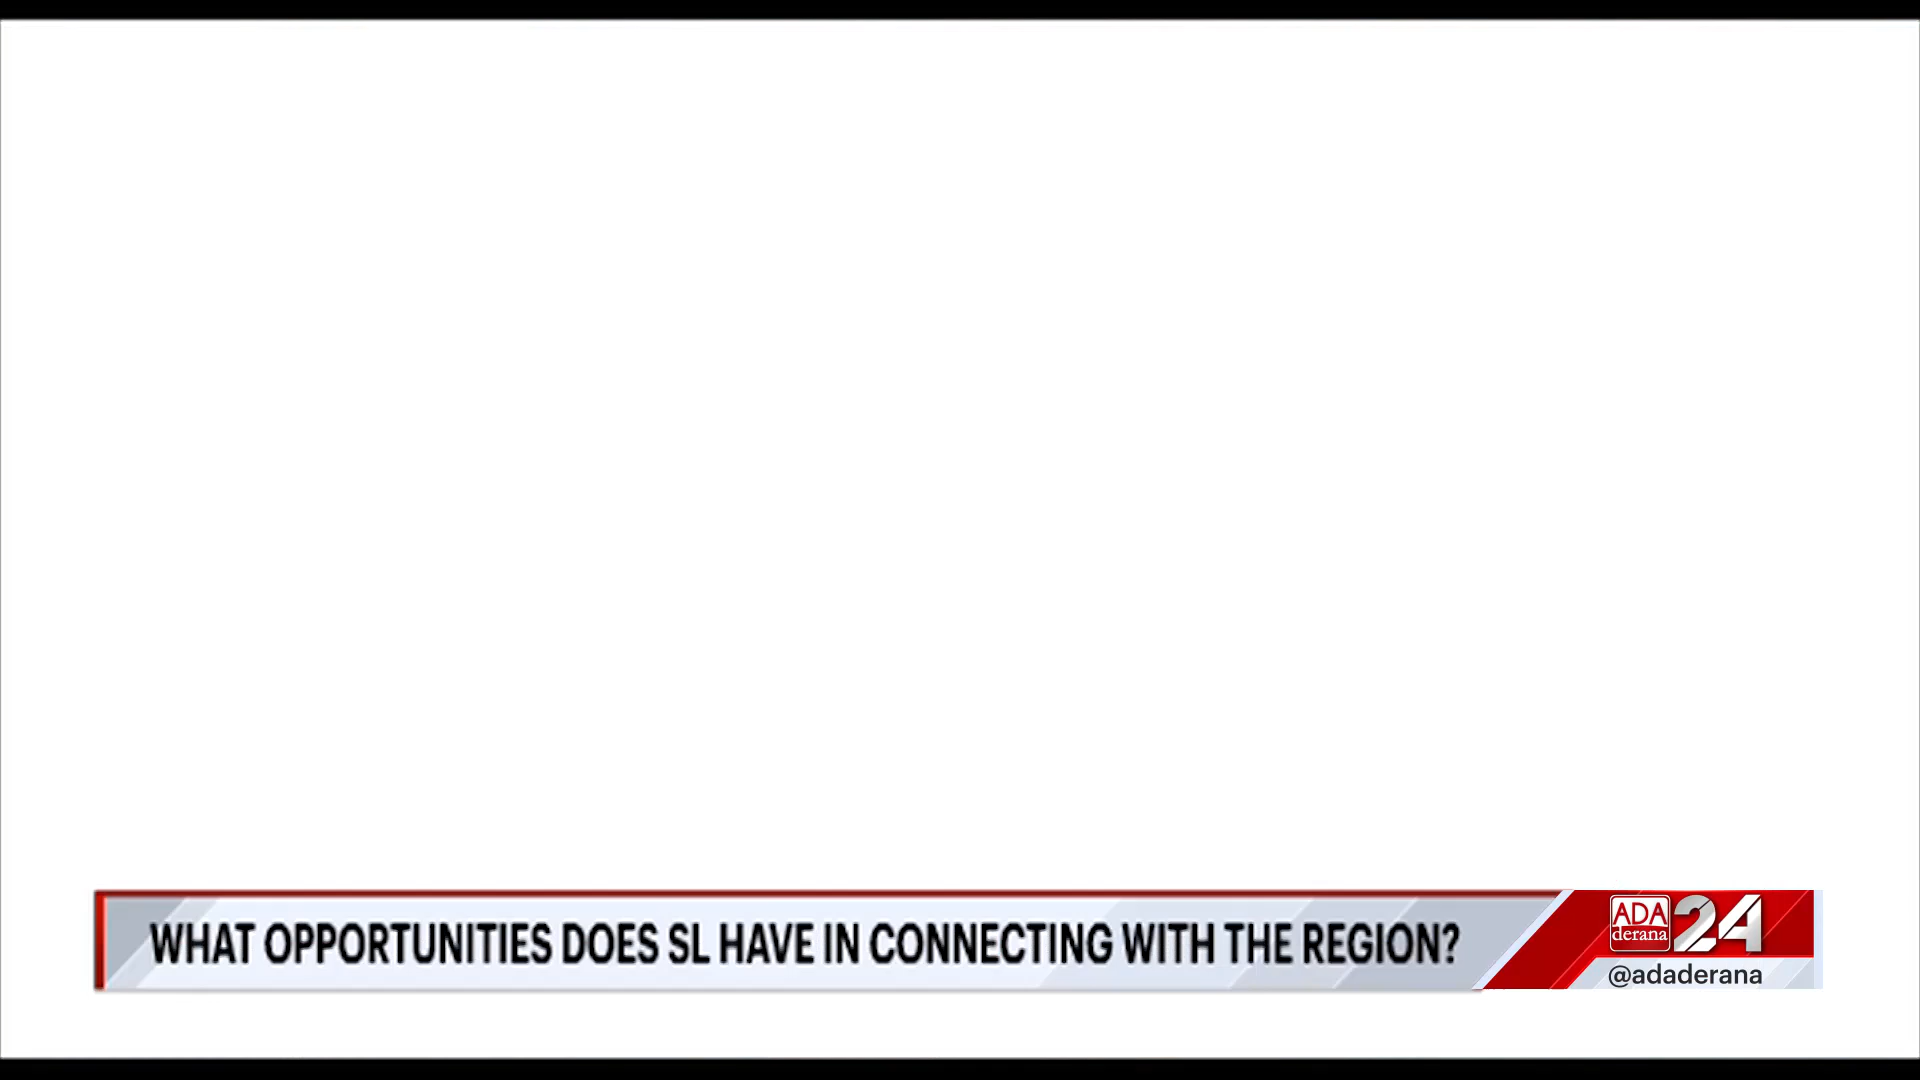 WHAT OPPORTUNITIES DOES SL HAVE IN CONNECTING WITH THE REGION?
ADA
derana
24
@adaderana